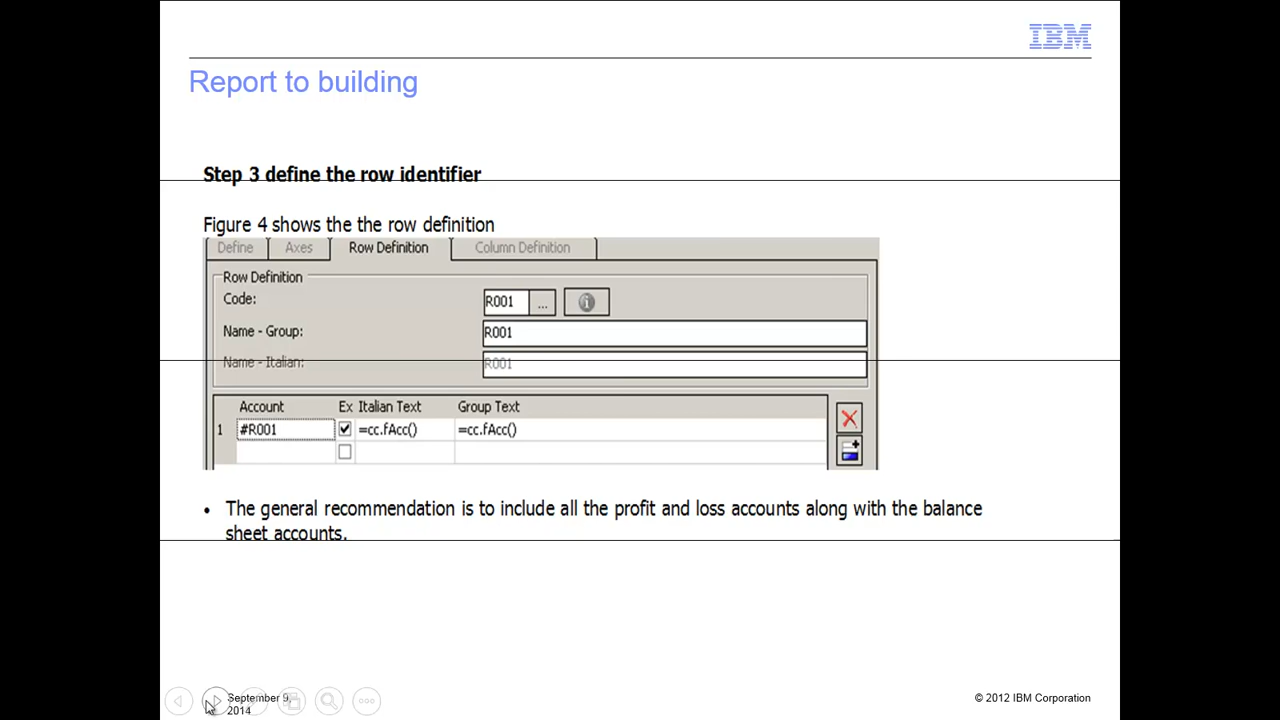 IBM
Report to building
Step 3 define the row identifier
Figure 4 shows the the row definition
Define Axes Row Definition Column Definition
Row Definition
Code: R001 ...
Name - Group: R001
Name - Italian: R001
Account Ex Italian Text Group Text
1 #R001 =cc.fAcc() =cc.fAcc()
• The general recommendation is to include all the profit and loss accounts along with the balance
sheet accounts.
September 9,
2014
© 2012 IBM Corporation